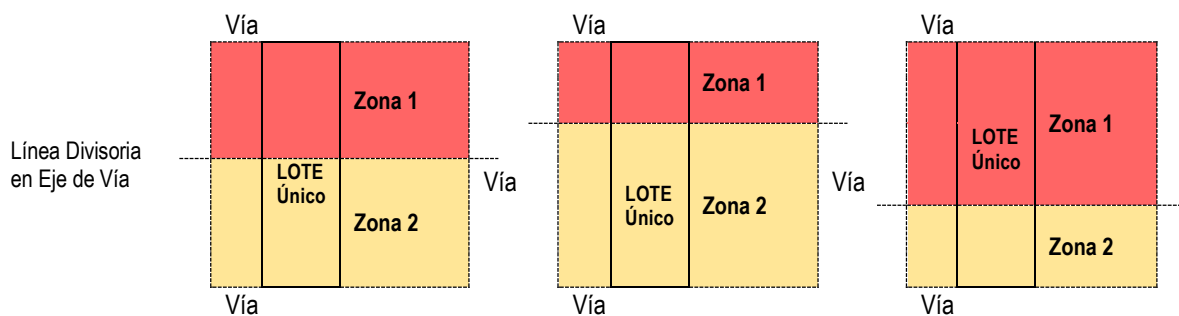 Vía
Vía
Vía
Zona 1
Zona 1
Zona 1
Línea Divisoria
en Eje de Vía
LOTE
Único
Vía
Zona 2
LOTE
Único
Vía
Zona 2
LOTE
Único
Zona 2
Vía
Vía
Vía